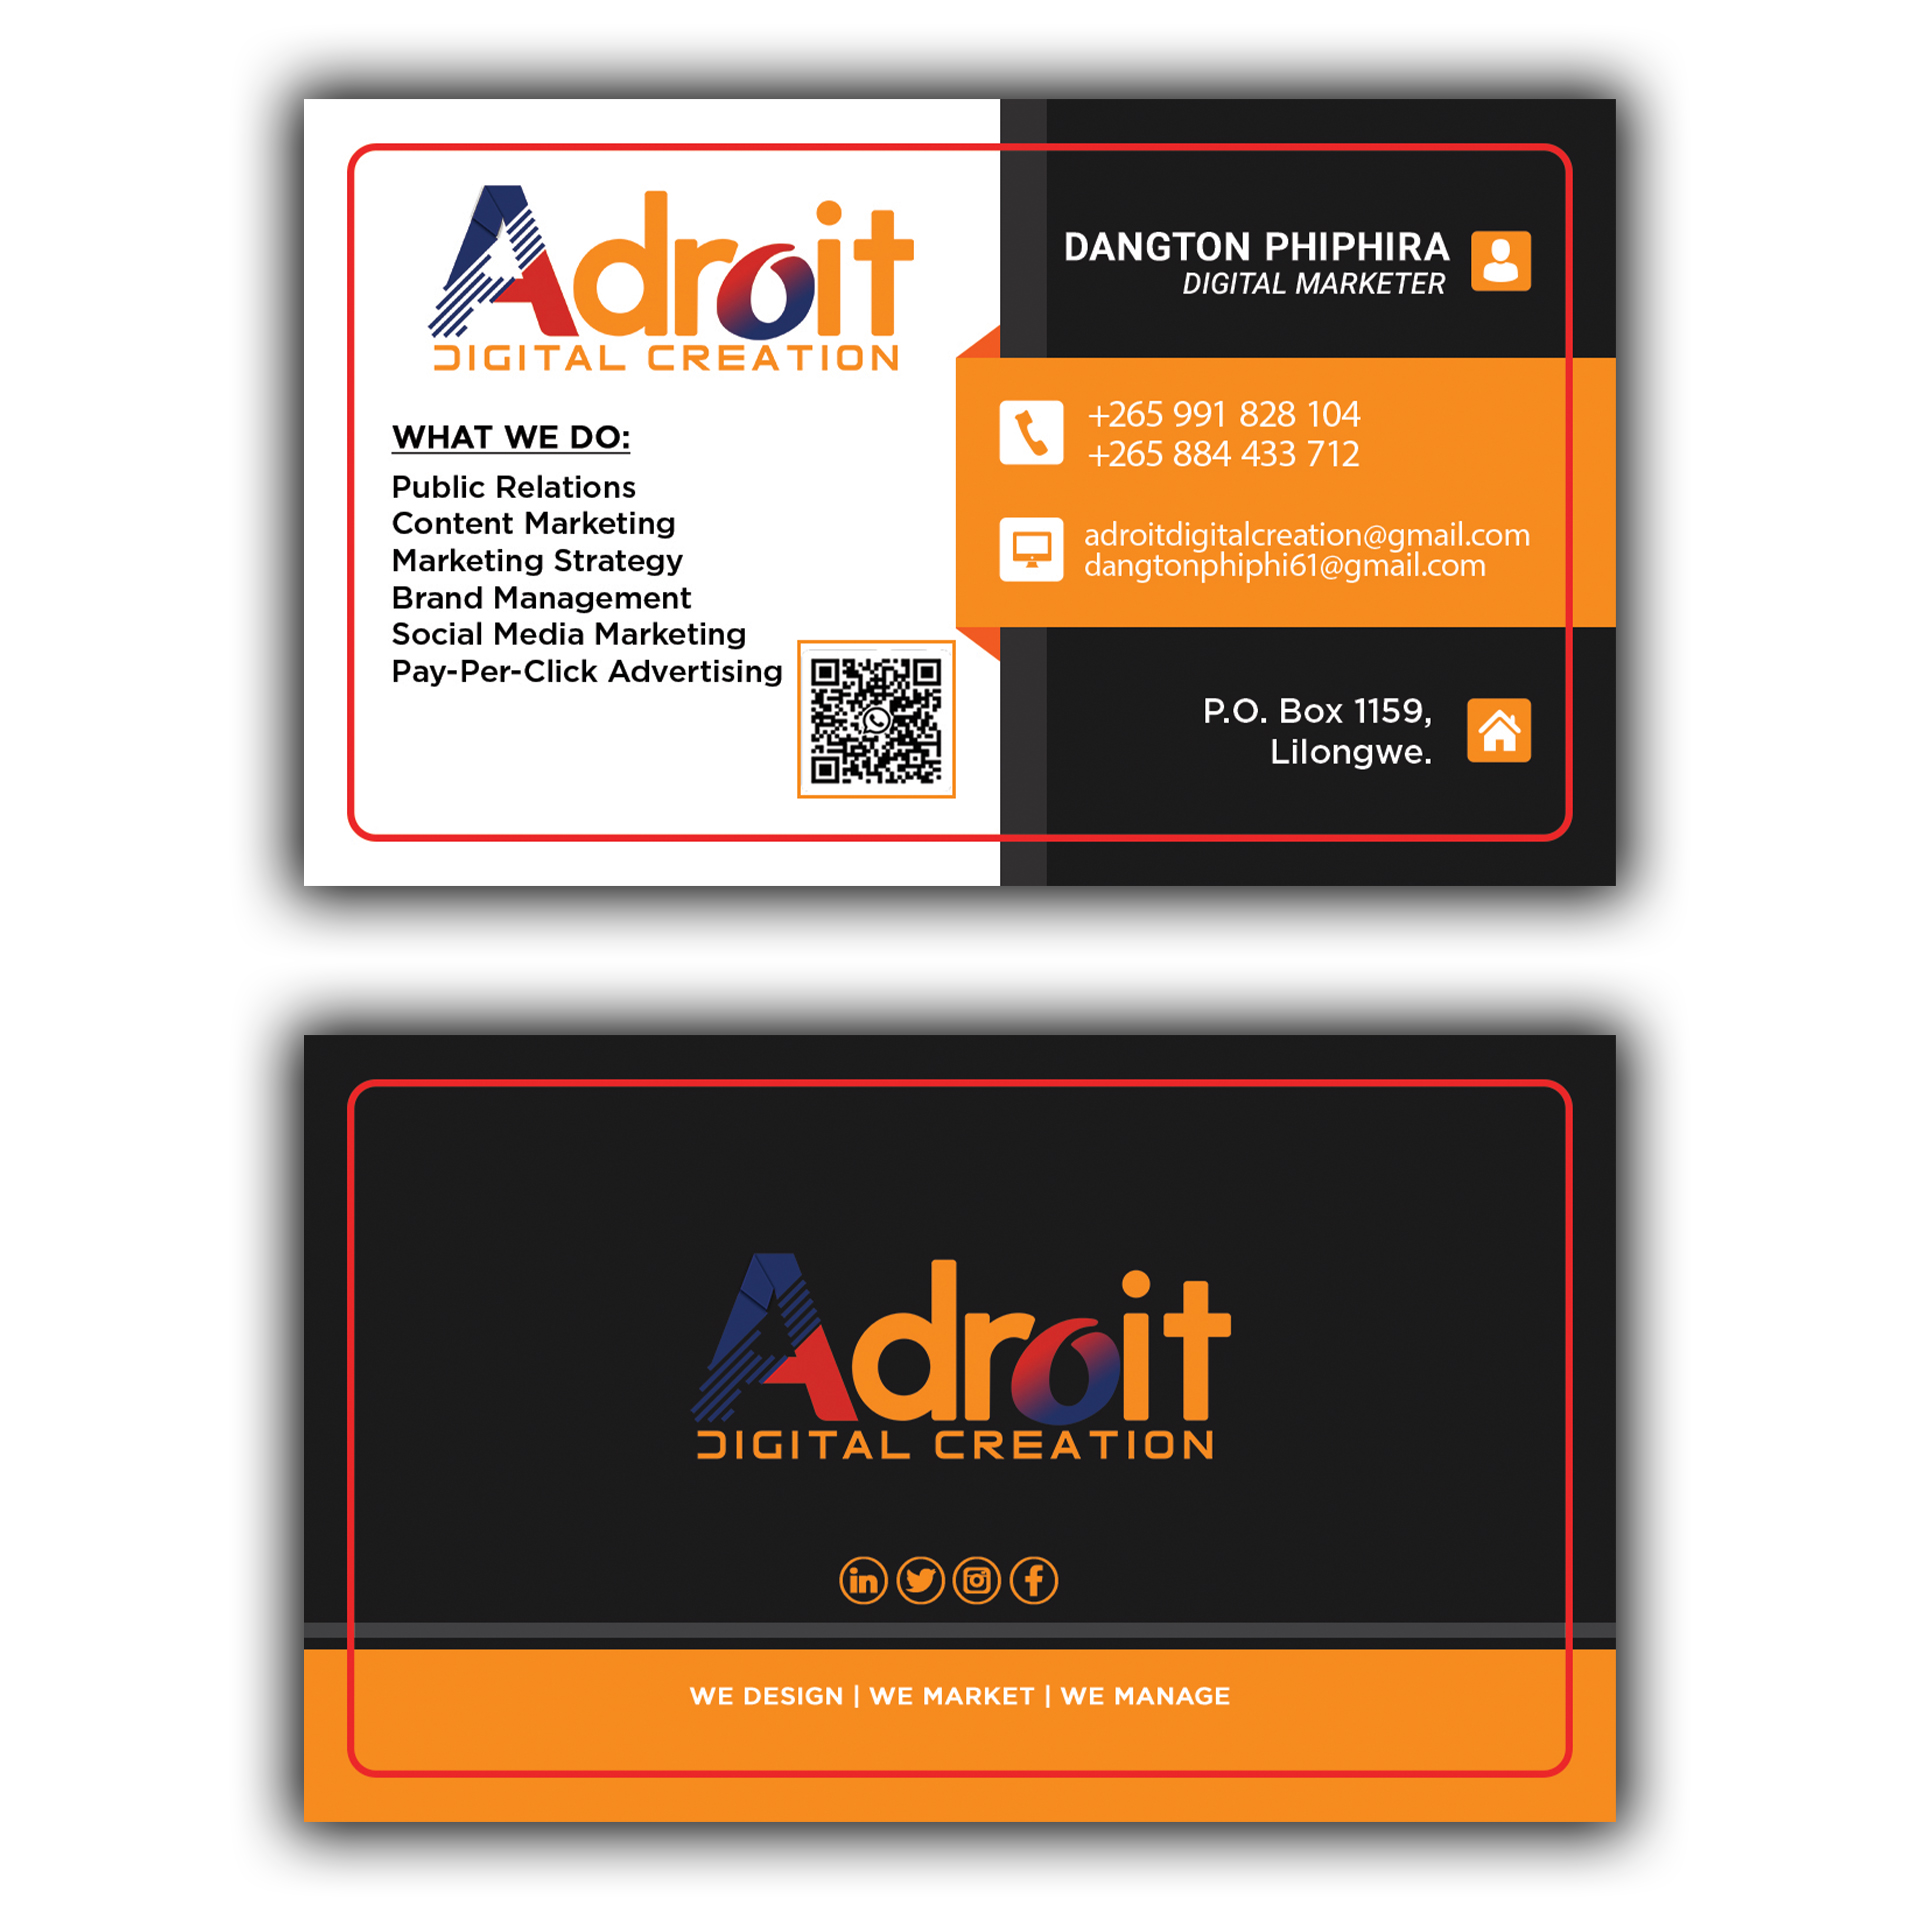 Adroit
DIGITAL CREATION
WHAT WE DO:
Public Relations
Content Marketing
Marketing Strategy
Brand Management
Social Media Marketing
Pay-Per-Click Advertising
DANGTON PHIPHIRA
DIGITAL MARKETER
+265 991 828 104
+265 884 433 712
adroitdigitalcreation@gmail.com
dangtonphiphi61@gmail.com
P.O. Box 1159,
Lilongwe.
Adroit
DIGITAL CREATION
in
f
WE DESIGN | WE MARKET | WE MANAGE